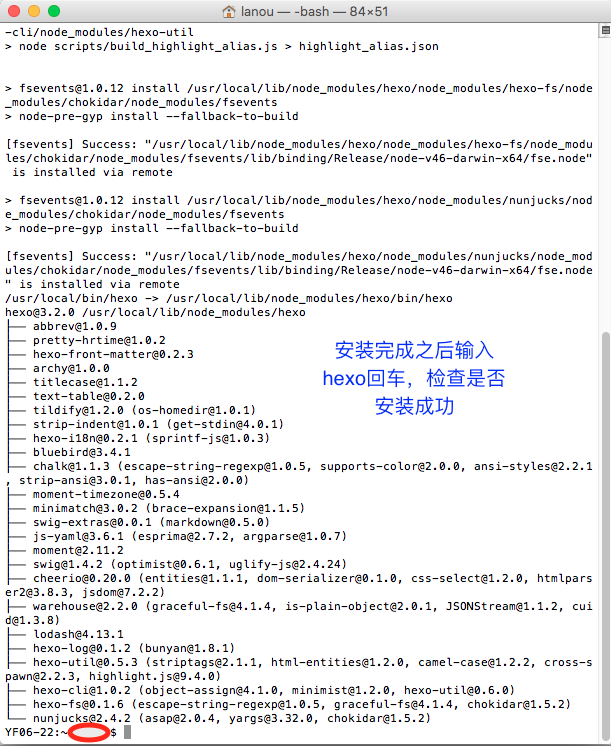 lanou — -bash — 84×51
-cli/node_modules/hexo-util
> node scripts/build_highlight_alias.js > highlight_alias.json
> fsevents@1.0.12 install /usr/local/lib/node_modules/hexo/node_modules/hexo-fs/node
_modules/chokidar/node_modules/fsevents
> node-pre-gyp install --fallback-to-build
[fsevents] Success: "/usr/local/lib/node_modules/hexo/node_modules/hexo-fs/node_modu
les/chokidar/node_modules/fsevents/lib/binding/Release/node-v46-darwin-x64/fse.node"
is installed via remote
> fsevents@1.0.12 install /usr/local/lib/node_modules/hexo/node_modules/nunjucks/nod
e_modules/chokidar/node_modules/fsevents
> node-pre-gyp install --fallback-to-build
[fsevents] Success: "/usr/local/lib/node_modules/hexo/node_modules/nunjucks/node_mod
ules/chokidar/node_modules/fsevents/lib/binding/Release/node-v46-darwin-x64/fse.node
" is installed via remote
/usr/local/bin/hexo -> /usr/local/lib/node_modules/hexo/bin/hexo
hexo@3.2.0 /usr/local/lib/node_modules/hexo
├── abbrev@1.0.9
├── pretty-hrtime@1.0.2
├── hexo-front-matter@0.2.3
├── archy@1.0.0
├── titlecase@1.1.2
├── text-table@0.2.0
├── tildify@1.2.0 (os-homedir@1.0.1)
├── strip-indent@1.0.1 (get-stdin@4.0.1)
├── hexo-i18n@0.2.1 (sprintf-js@1.0.3)
├── bluebird@3.4.1
├── chalk@1.1.3 (escape-string-regexp@1.0.5, supports-color@2.0.0, ansi-styles@2.2.1
, strip-ansi@3.0.1, has-ansi@2.0.0)
├── moment-timezone@0.5.4
├── minimatch@3.0.2 (brace-expansion@1.1.5)
├── swig-extras@0.0.1 (markdown@0.5.0)
├── js-yaml@3.6.1 (esprima@2.7.2, argparse@1.0.7)
├── moment@2.11.2
├── swig@1.4.2 (optimist@0.6.1, uglify-js@2.4.24)
├── cheerio@0.20.0 (entities@1.1.1, dom-serializer@0.1.0, css-select@1.2.0, htmlpars
er2@3.8.3, jsdom@7.2.2)
├── warehouse@2.2.0 (graceful-fs@4.1.4, is-plain-object@2.0.1, JSONStream@1.1.2, cui
d@1.3.8)
├── lodash@4.13.1
├── hexo-log@0.1.2 (bunyan@1.8.1)
├── hexo-util@0.5.3 (striptags@2.1.1, html-entities@1.2.0, camel-case@1.2.2, cross-s
pawn@2.2.3, highlight.js@9.4.0)
├── hexo-cli@1.0.2 (object-assign@4.1.0, minimist@1.2.0, hexo-util@0.6.0)
├── hexo-fs@0.1.6 (escape-string-regexp@1.0.5, graceful-fs@4.1.4, chokidar@1.5.2)
└── nunjucks@2.4.2 (asap@2.0.4, yargs@3.32.0, chokidar@1.5.2)
YF06-22:~ $
安装完成之后输入
hexo回车，检查是否
安装成功